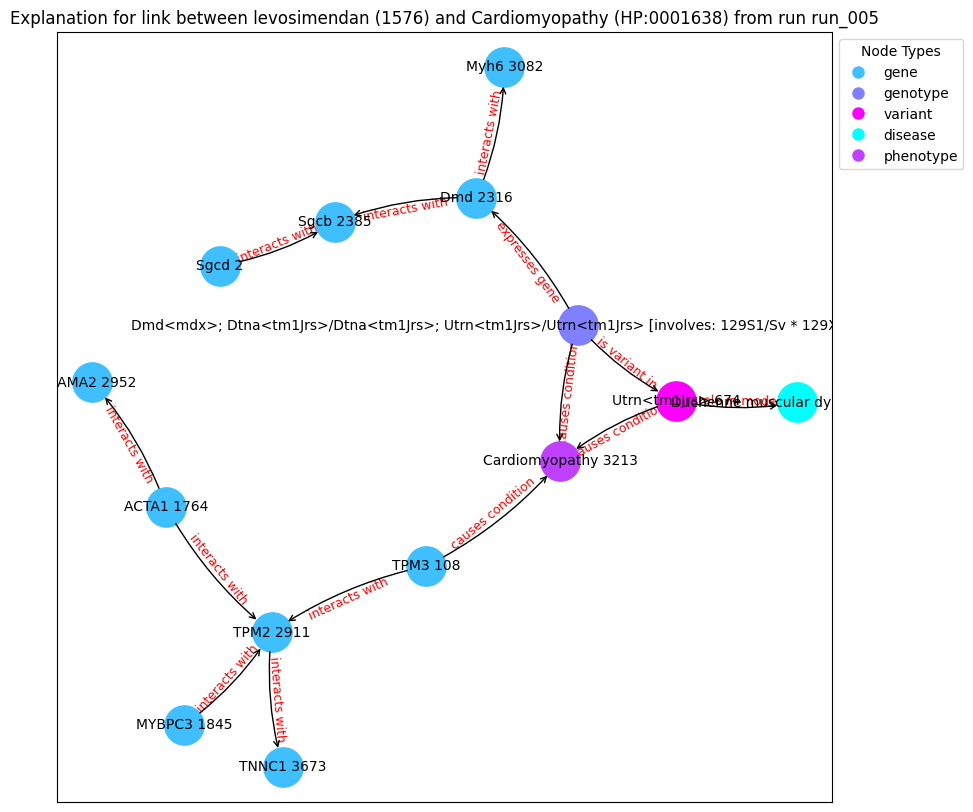 Explanation for link between levosimendan (1576) and Cardiomyopathy (HP:0001638) from run run_005
Node Types
gene
genotype
variant
disease
phenotype
Myh6 3082
interacts with
Dmd 2316
interacts with
Sgcb 2385
interacts with
Sgcd 2
expresses gene
Dmd<mdx>; Dtna<tm1Jrs>/Dtna<tm1Jrs>; Utrn<tm1Jrs>/Utrn<tm1Jrs> [involves: 129S1/Sv * 129X
is variant in
causes condition
AMA2 2952
Utrn<tm1Jrs> 674
Duchenne muscular dy
causes condition
interacts with
Cardiomyopathy 3213
ACTA1 1764
causes condition
interacts with
TPM3 108
interacts with
TPM2 2911
interacts with
interacts with
MYBPC3 1845
TNNC1 3673